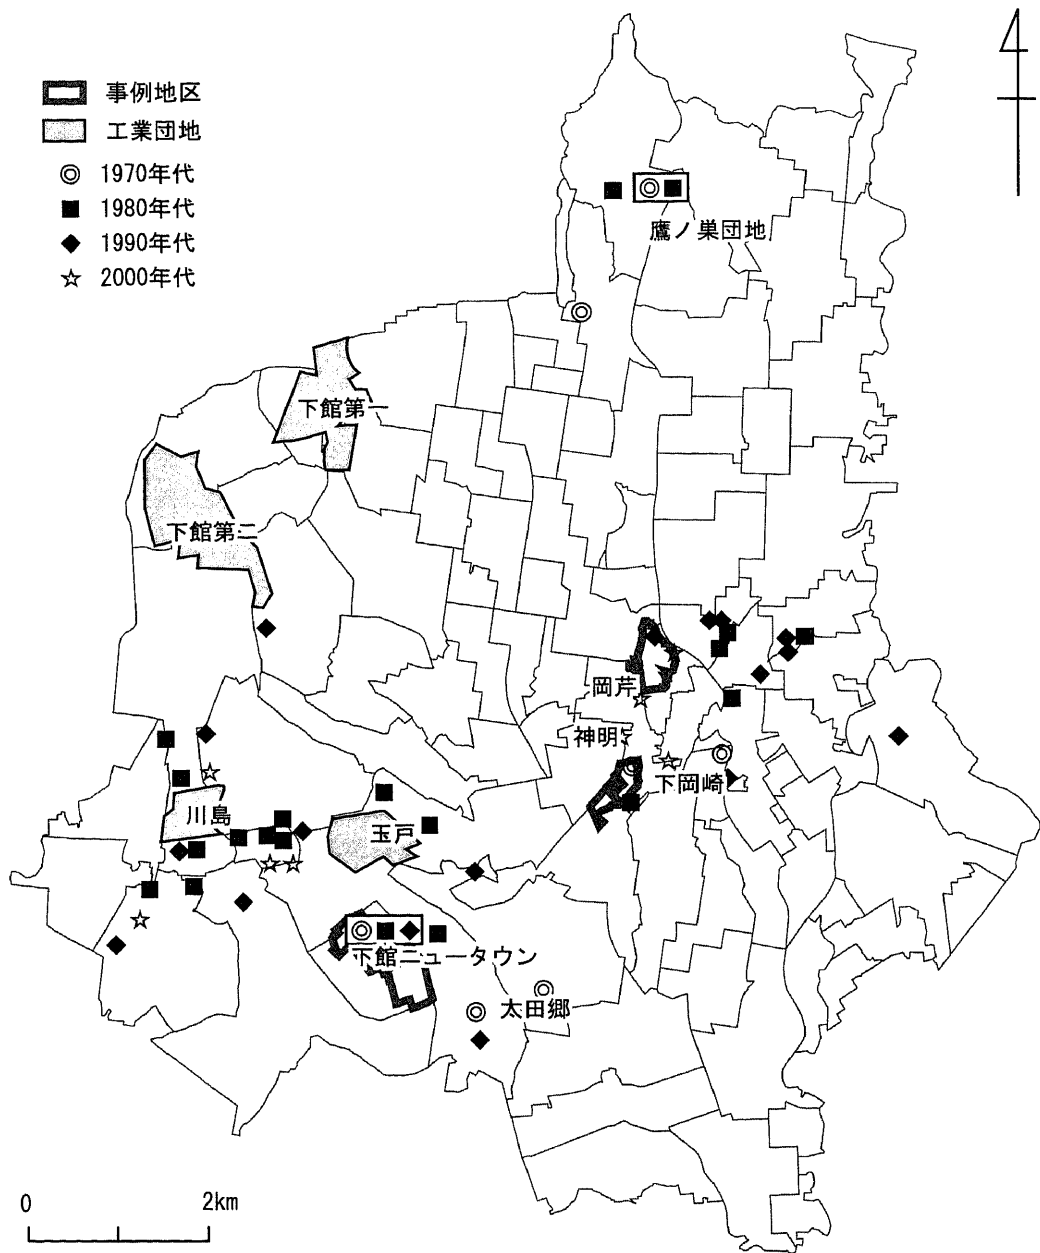 事例地区
工業団地
1970年代
1980年代
1990年代
2000年代
鷹ノ巣団地
下館第一
下館第二
岡芹
神明
下岡崎
川島
玉戸
下館ニュータウン
太田郷
0 2km